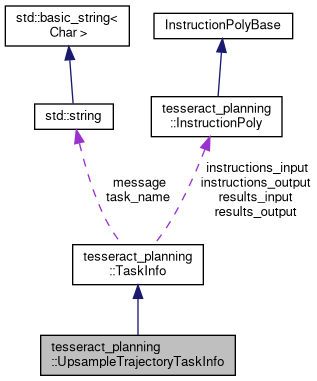 std::basic_string<
Char >
InstructionPolyBase
std::string
tesseract_planning
::InstructionPoly
message
task_name
instructions_input
instructions_output
results_input
results_output
tesseract_planning
::TaskInfo
tesseract_planning
::UpsampleTrajectoryTaskInfo